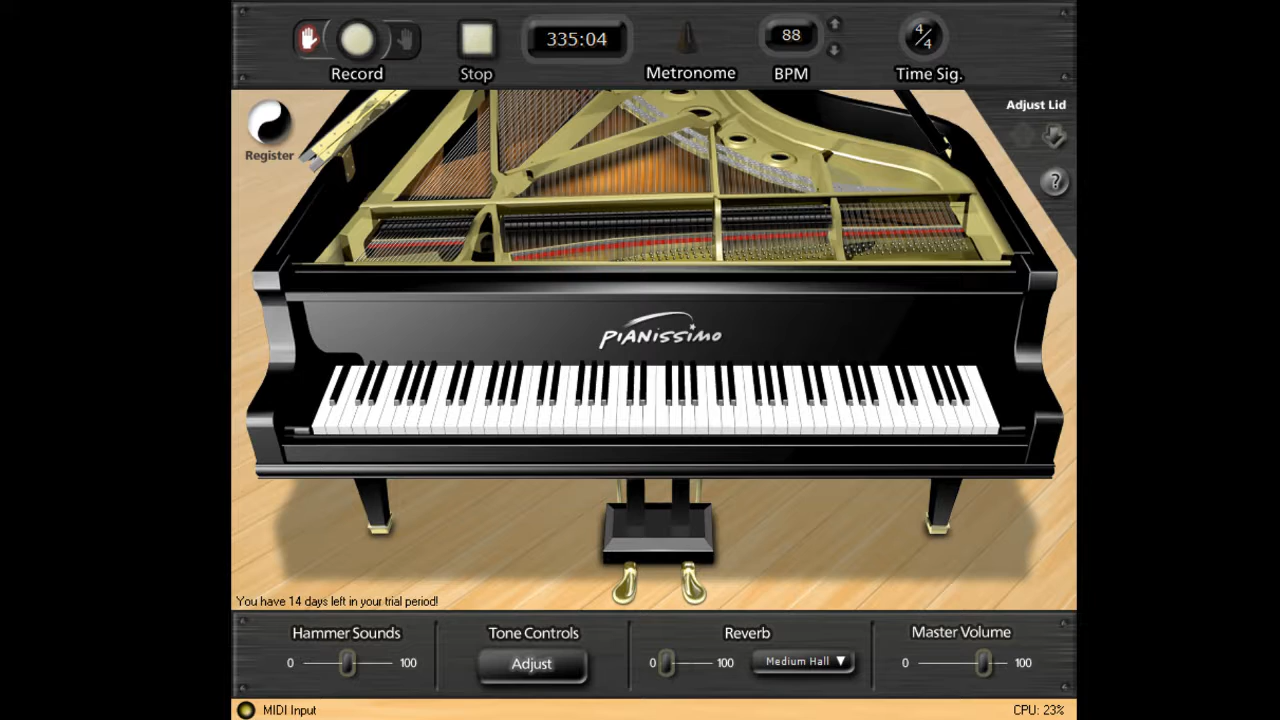 335:04
88
4/4
Record
Stop
Metronome
BPM
Time Sig.
Adjust Lid
Register
?
PIANISSIMO
You have 14 days left in your trial period!
Hammer Sounds
Tone Controls
Reverb
Master Volume
0 100
Adjust
0 100
Medium Hall ▼
0 100
MIDI Input
CPU: 23%